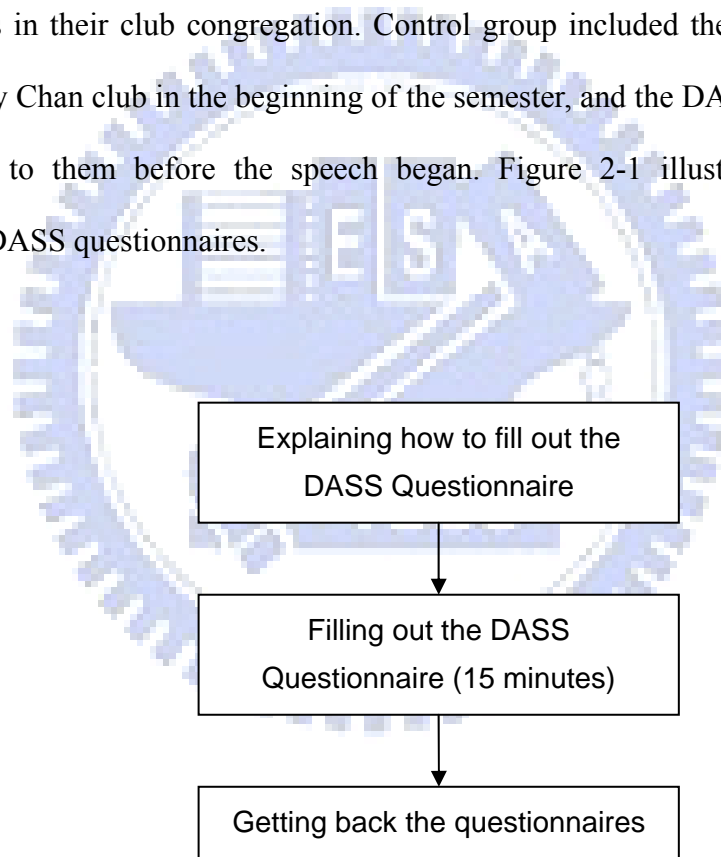 in their club congregation. Control group included the
Chan club in the beginning of the semester, and the
to them before the speech began. Figure 2-1
DASS questionnaires.
ESA
Explaining how to fill out the
DASS Questionnaire
Filling out the DASS
Questionnaire (15 minutes)
Getting back the questionnaires